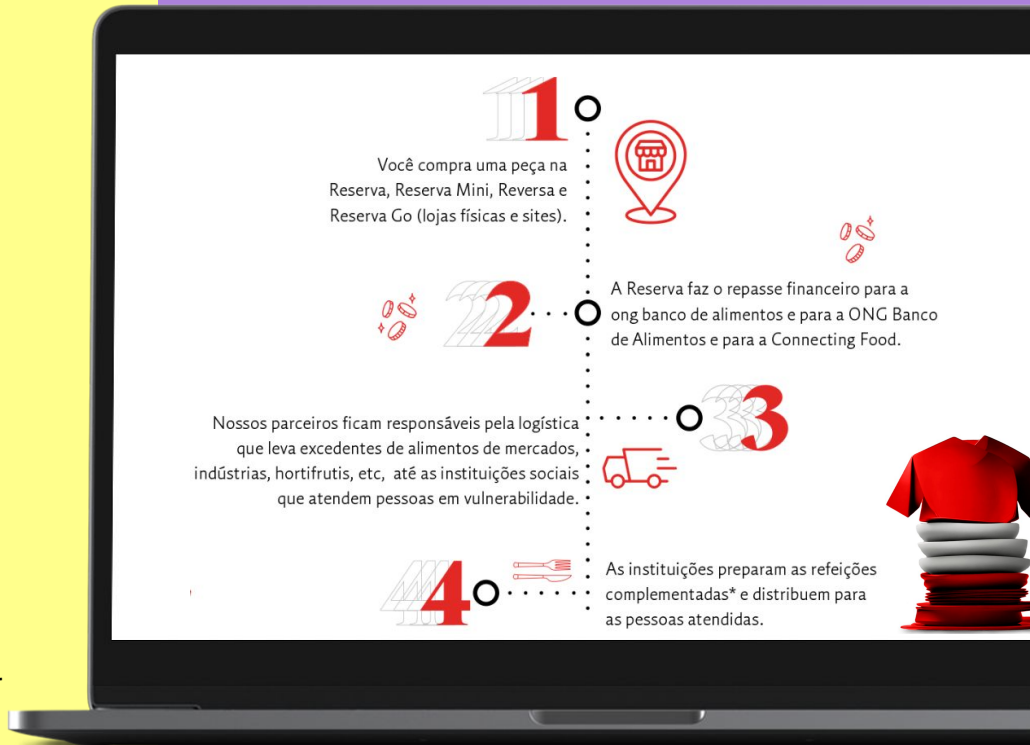 1
Você compra uma peça na
Reserva, Reserva Mini, Reversa e
Reserva Go (lojas físicas e sites).
2
A Reserva faz o repasse financeiro para a
ong banco de alimentos e para a ONG Banco
de Alimentos e para a Connecting Food.
3
Nossos parceiros ficam responsáveis pela logística
que leva excedentes de alimentos de mercados,
indústrias, hortifrutis, etc, até as instituições sociais
que atendem pessoas em vulnerabilidade.
4
As instituições preparam as refeições
complementadas* e distribuem para
as pessoas atendidas.